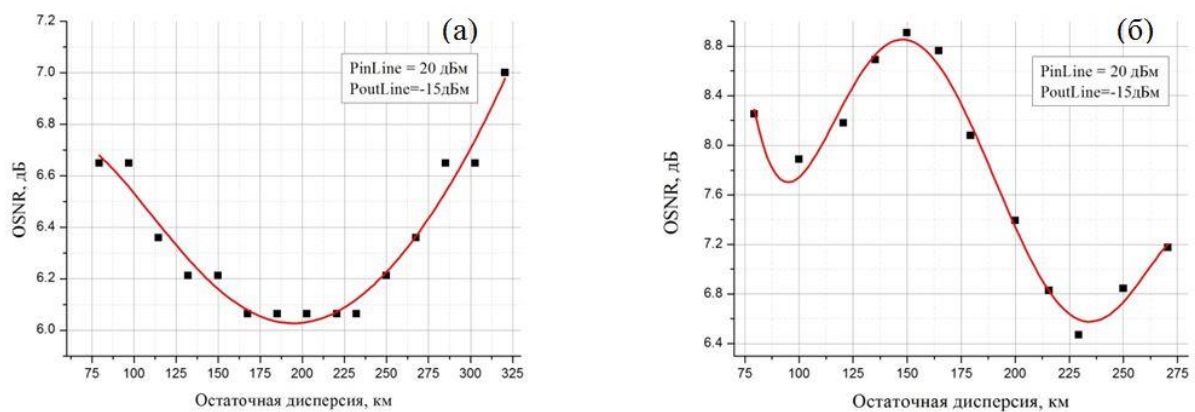 (а)
PinLine = 20 дБм
PoutLine=-15дБм
OSNR, дБ
7.2
7.0
6.8
6.6
6.4
6.2
6.0
75 100 125 150 175 200 225 250 275 300 325
Остаточная дисперсия, км
(б)
PinLine = 20 дБм
PoutLine=-15дБм
OSNR, дБ
8.8
8.4
8.0
7.6
7.2
6.8
6.4
75 100 125 150 175 200 225 250 275
Остаточная дисперсия, км